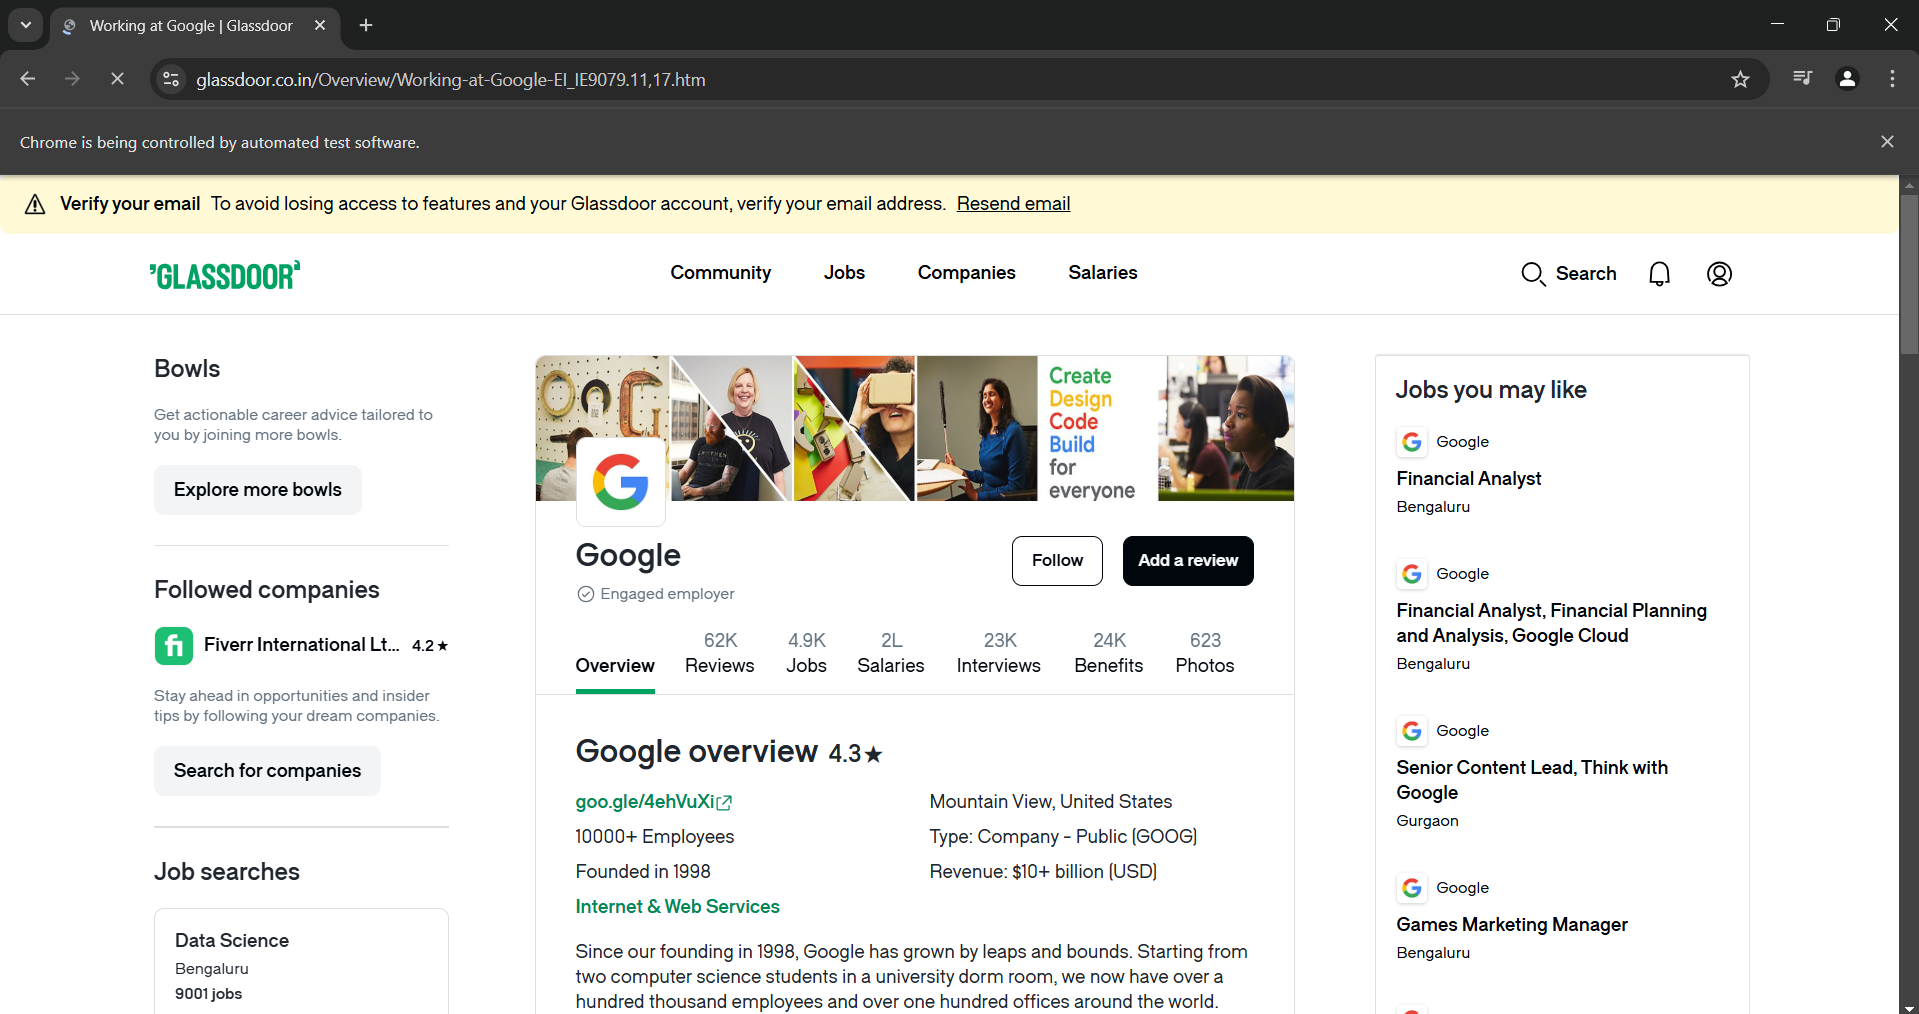 Working at Google | Glassdoor
glassdoor.co.in/Overview/Working-at-Google-EI_IE9079.11,17.htm
Chrome is being controlled by automated test software.
Verify your email To avoid losing access to features and your Glassdoor account, verify your email address. Resend email
GLASSDOOR
Community
Jobs
Companies
Salaries
Search
Bowls
Get actionable career advice tailored to
you by joining more bowls.
Explore more bowls
Followed companies
fi
Fiverr International Lt... 4.2★
Stay ahead in opportunities and insider
tips by following your dream companies.
Search for companies
Job searches
Data Science
Bengaluru
9001 jobs
Create
Design
Code
Build
for
everyone
G
Google
Engaged employer
Follow
Add a review
Overview
62K
Reviews
4.9K
Jobs
2L
Salaries
23K
Interviews
24K
Benefits
623
Photos
Google overview 4.3★
goo.gle/4ehVuXi
Mountain View, United States
10000+ Employees
Type: Company - Public (GOOG)
Founded in 1998
Revenue: $10+ billion (USD)
Internet & Web Services
Since our founding in 1998, Google has grown by leaps and bounds. Starting from
two computer science students in a university dorm room, we now have over a
hundred thousand employees and over one hundred offices around the world.
Jobs you may like
G Google
Financial Analyst
Bengaluru
G Google
Financial Analyst, Financial Planning
and Analysis, Google Cloud
Bengaluru
G Google
Senior Content Lead, Think with
Google
Gurgaon
G Google
Games Marketing Manager
Bengaluru